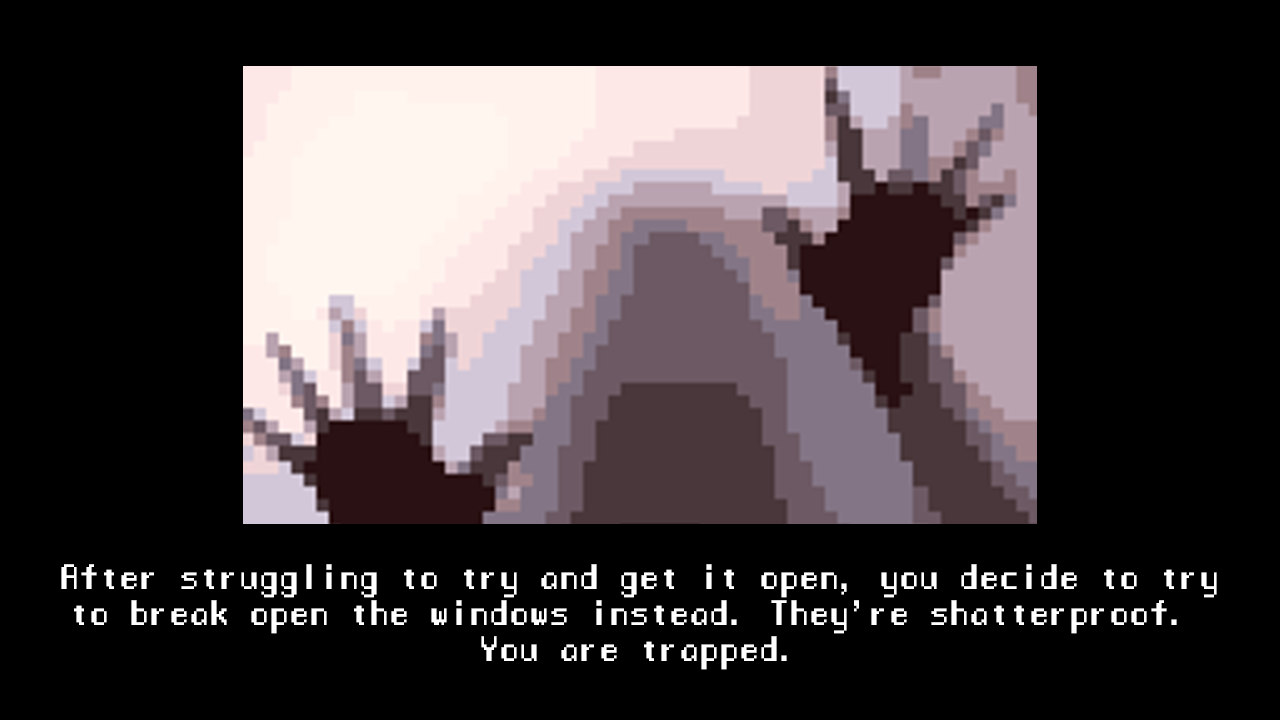 After struggling to try and get it open, you decide to try
to break open the windows instead. They're shatterproof.
You are trapped.